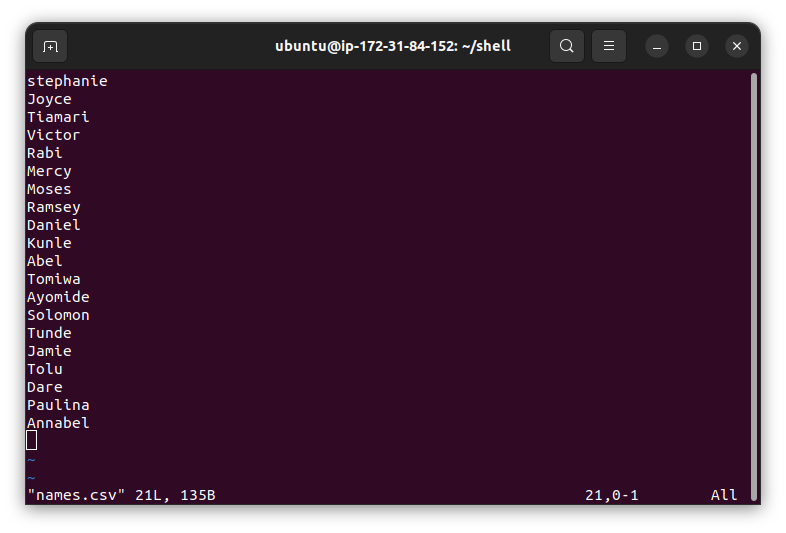 ubuntu@ip-172-31-84-152: ~/shell
stephanie
Joyce
Tiamari
Victor
Rabi
Mercy
Moses
Ramsey
Daniel
Kunle
Abel
Tomiwa
Ayomide
Solomon
Tunde
Jamie
Tolu
Dare
Paulina
Annabel
~
~
"names.csv" 21L, 135B 21,0-1 All